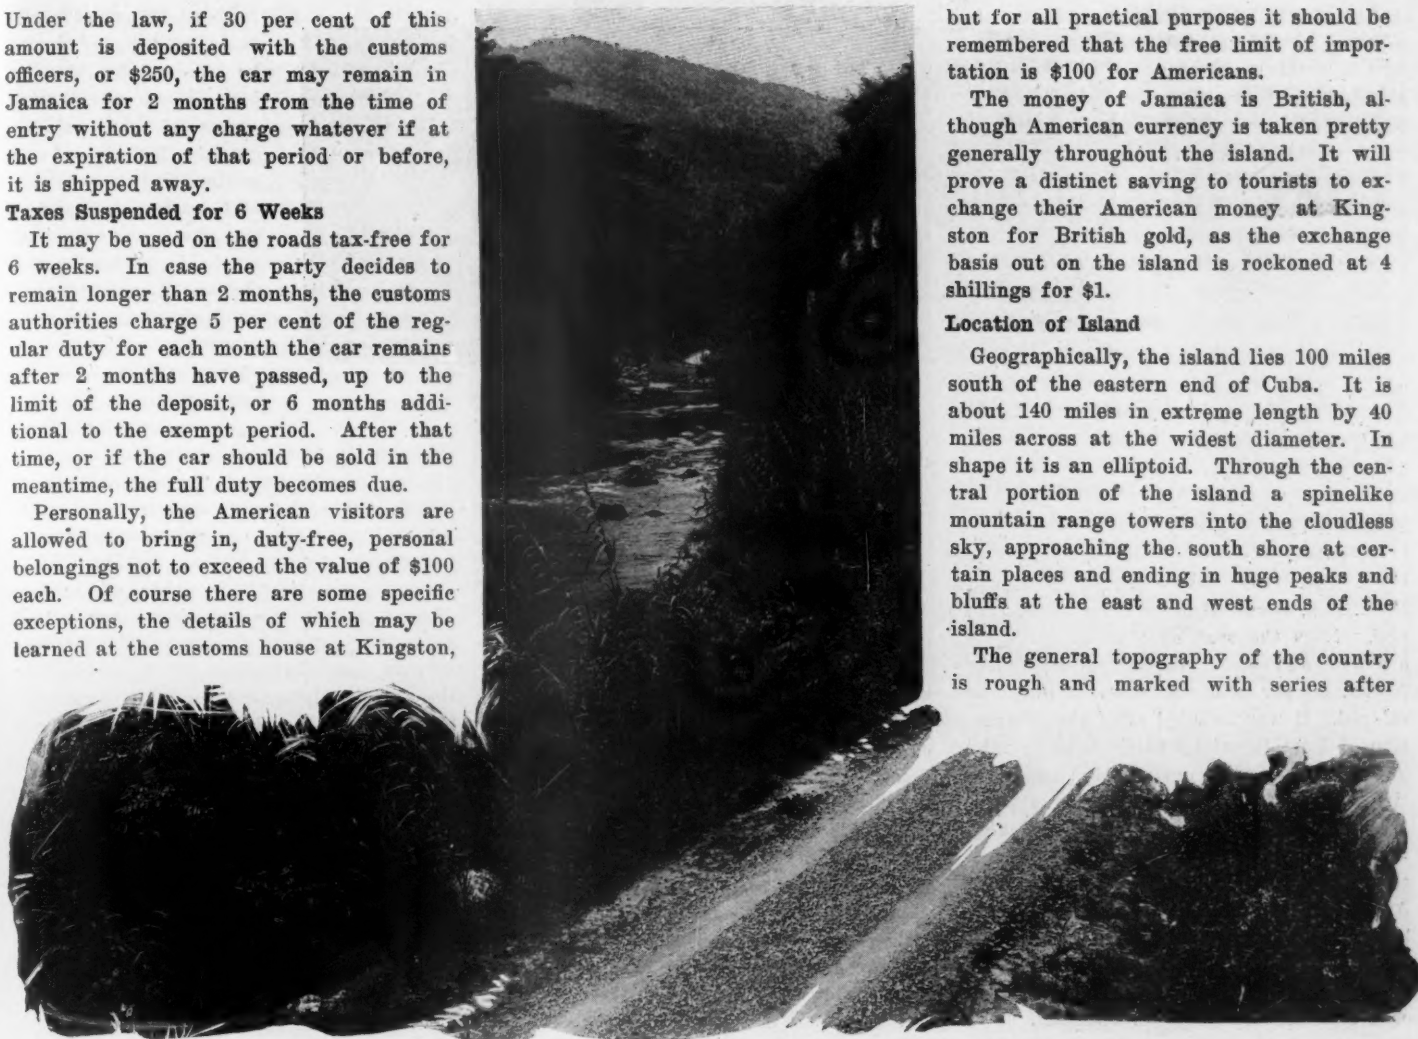 Under the law, if 30 per cent of this
amount is deposited with the customs
officers, or $250, the car may remain in
Jamaica for 2 months from the time of
entry without any charge whatever if at
the expiration of that period or before,
it is shipped away.
Taxes Suspended for 6 Weeks
It may be used on the roads tax-free for
6 weeks. In case the party decides to
remain longer than 2 months, the customs
authorities charge 5 per cent of the reg-
ular duty for each month the car remains
after 2 months have passed, up to the
limit of the deposit, or 6 months addi-
tional to the exempt period. After that
time, or if the car should be sold in the
meantime, the full duty becomes due.
Personally, the American visitors are
allowed to bring in, duty-free, personal
belongings not to exceed the value of $100
each. Of course there are some specific
exceptions, the details of which may be
learned at the customs house at Kingston,
but for all practical purposes it should be
remembered that the free limit of impor-
tation is $100 for Americans.
The money of Jamaica is British, al-
though American currency is taken pretty
generally throughout the island. It will
prove a distinct saving to tourists to ex-
change their American money at King-
ston for British gold, as the exchange
basis out on the island is rockoned at 4
shillings for $1.
Location of Island
Geographically, the island lies 100 miles
south of the eastern end of Cuba. It is
about 140 miles in extreme length by 40
miles across at the widest diameter. In
shape it is an elliptoid. Through the cen-
tral portion of the island a spinelike
mountain range towers into the cloudless
sky, approaching the south shore at cer-
tain places and ending in huge peaks and
bluffs at the east and west ends of the
island.
The general topography of the country
is rough and marked with series after